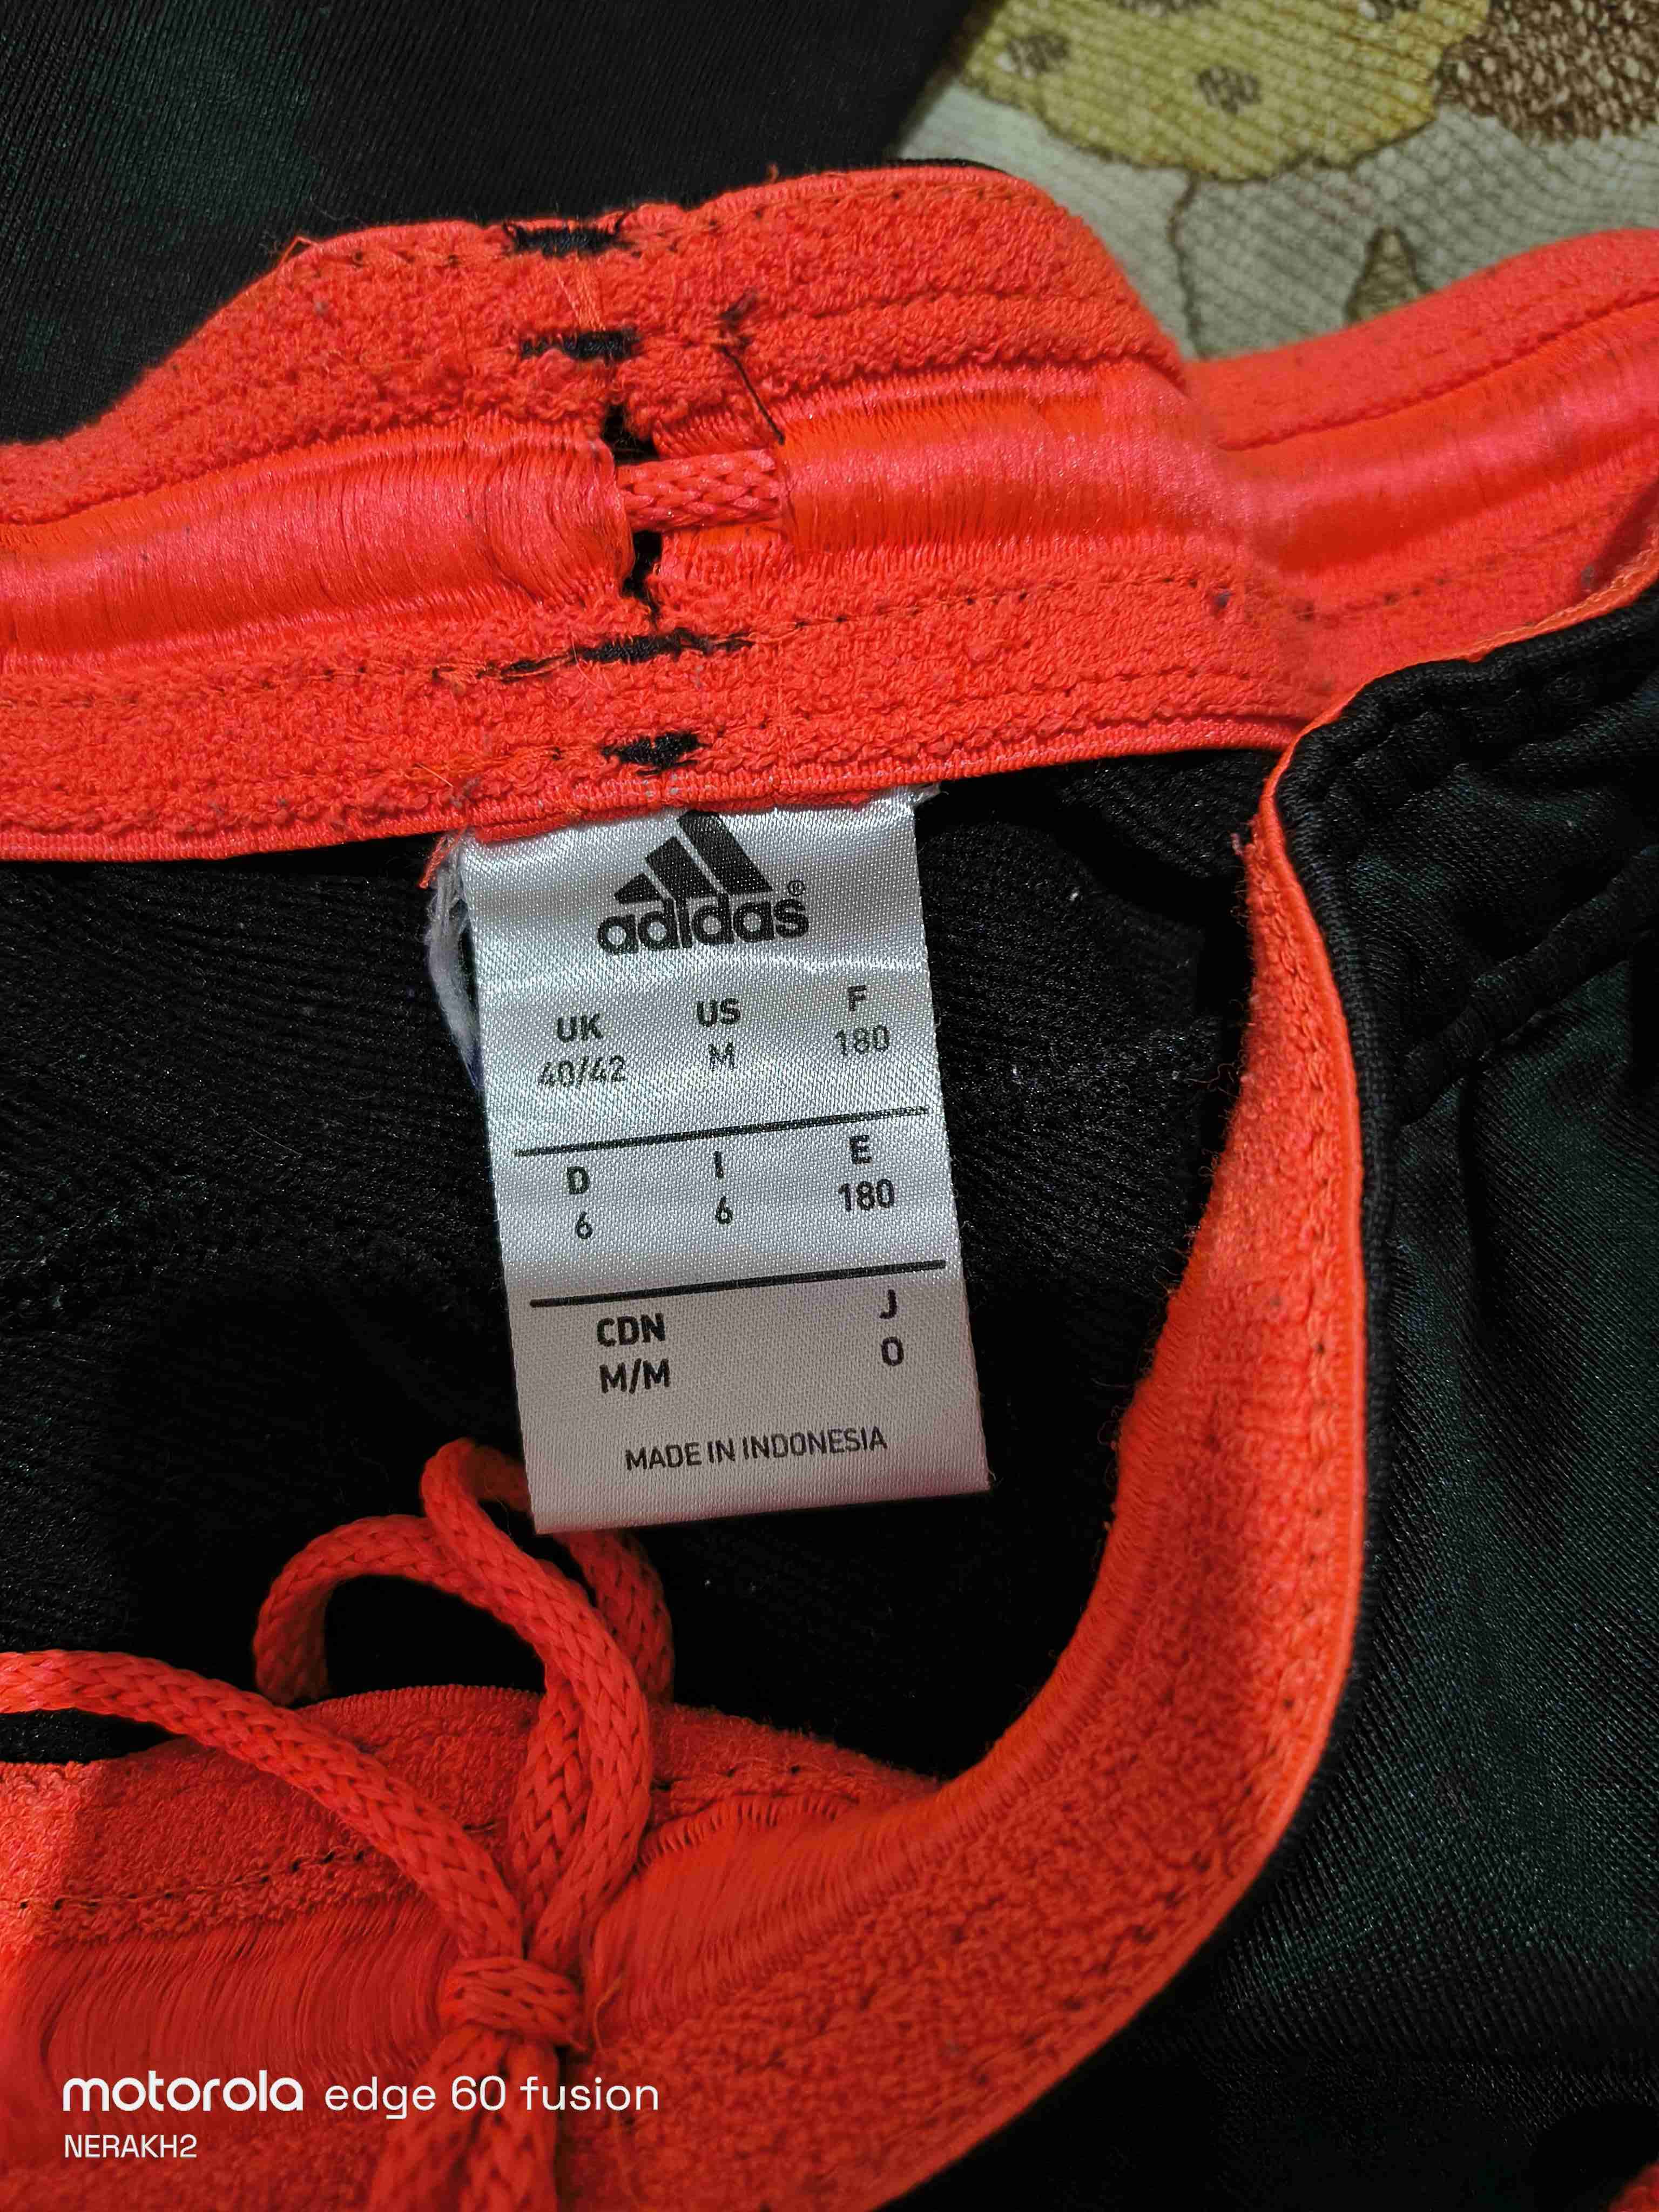 adidas®
UK US F
40/42 M 180
D I E
6 6 180
CDN J
M/M O
MADE IN INDONESIA
motorola edge 60 fusion
NERAKH2